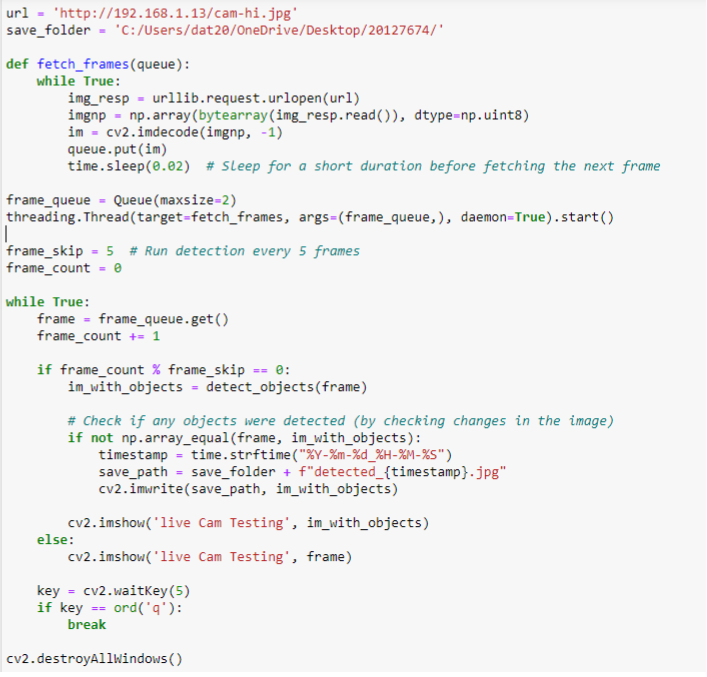 url = 'http://192.168.1.13/cam-hi.jpg'
save_folder = 'C:/Users/dat20/OneDrive/Desktop/20127674/'

def fetch_frames(queue):
    while True:
        img_resp = urllib.request.urlopen(url)
        imgnp = np.array(bytearray(img_resp.read()), dtype=np.uint8)
        im = cv2.imdecode(imgnp, -1)
        queue.put(im)
        time.sleep(0.02)  # Sleep for a short duration before fetching the next frame

frame_queue = Queue(maxsize=2)
threading.Thread(target=fetch_frames, args=(frame_queue,), daemon=True).start()

frame_skip = 5  # Run detection every 5 frames
frame_count = 0

while True:
    frame = frame_queue.get()
    frame_count += 1

    if frame_count % frame_skip == 0:
        im_with_objects = detect_objects(frame)

        # Check if any objects were detected (by checking changes in the image)
        if not np.array_equal(frame, im_with_objects):
            timestamp = time.strftime("%Y-%m-%d_%H-%M-%S")
            save_path = save_folder + f"detected_{timestamp}.jpg"
            cv2.imwrite(save_path, im_with_objects)

        cv2.imshow('live Cam Testing', im_with_objects)
    else:
        cv2.imshow('live Cam Testing', frame)

    key = cv2.waitKey(5)
    if key == ord('q'):
        break

cv2.destroyAllWindows()